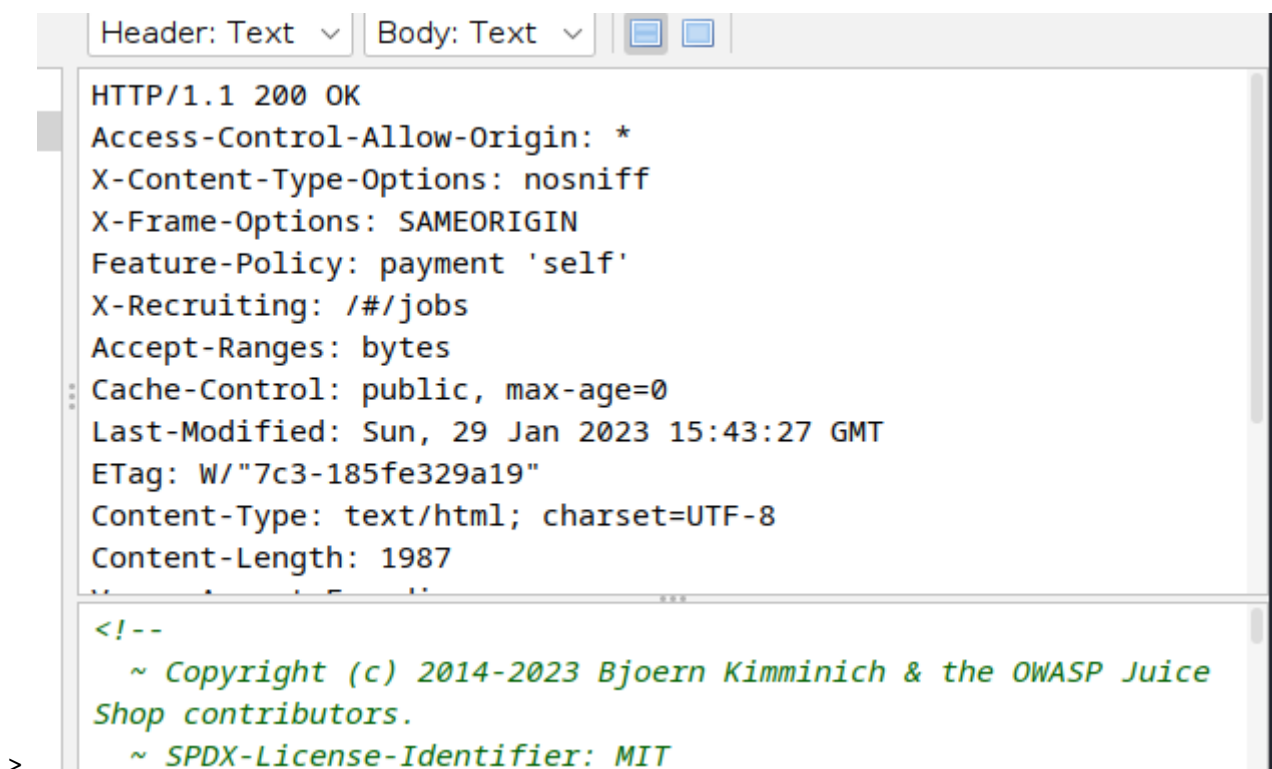 Header: Text Body: Text
HTTP/1.1 200 OK
Access-Control-Allow-Origin: *
X-Content-Type-Options: nosniff
X-Frame-Options: SAMEORIGIN
Feature-Policy: payment 'self'
X-Recruiting: /#/jobs
Accept-Ranges: bytes
Cache-Control: public, max-age=0
Last-Modified: Sun, 29 Jan 2023 15:43:27 GMT
ETag: W/"7c3-185fe329a19"
Content-Type: text/html; charset=UTF-8
Content-Length: 1987
<!--
~ Copyright (c) 2014-2023 Bjoern Kimminich & the OWASP Juice
Shop contributors.
~ SPDX-License-Identifier: MIT
>